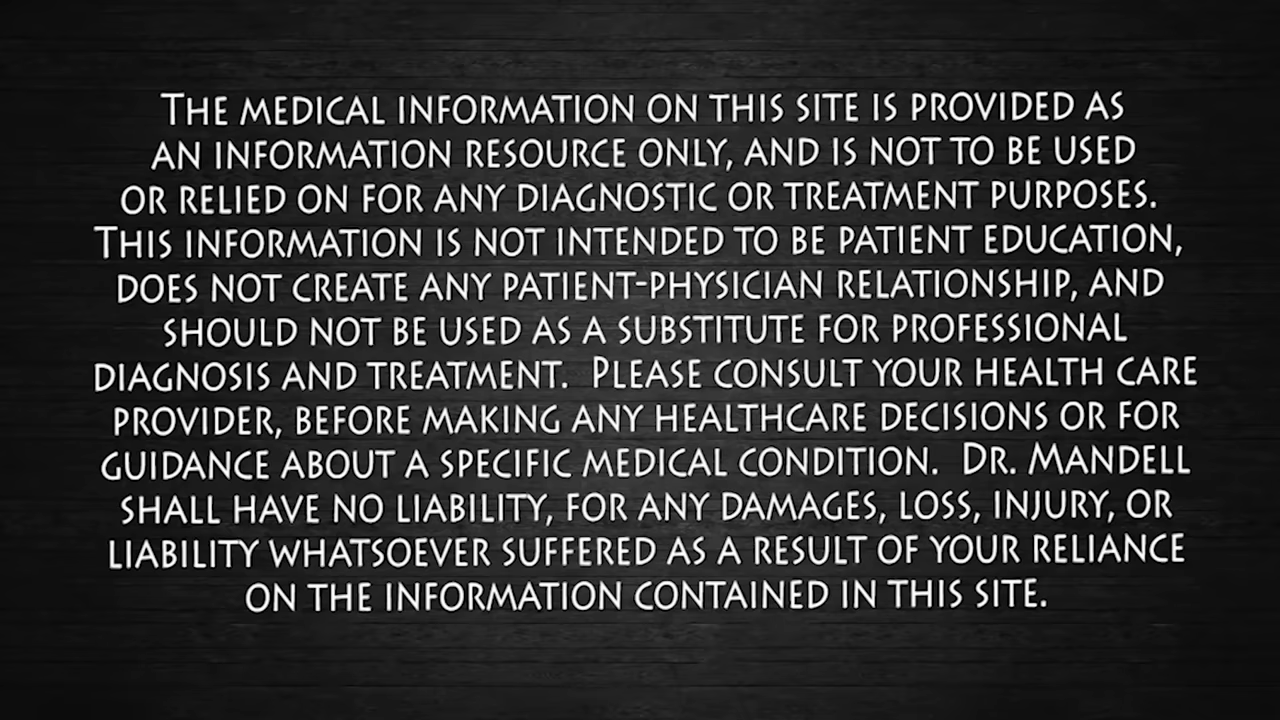 The medical information on this site is provided as
an information resource only, and is not to be used
or relied on for any diagnostic or treatment purposes.
This information is not intended to be patient education,
does not create any patient-physician relationship, and
should not be used as a substitute for professional
diagnosis and treatment.  Please consult your health care
provider, before making any healthcare decisions or for
guidance about a specific medical condition.  Dr. Mandell
shall have no liability, for any damages, loss, injury, or
liability whatsoever suffered as a result of your reliance
on the information contained in this site.